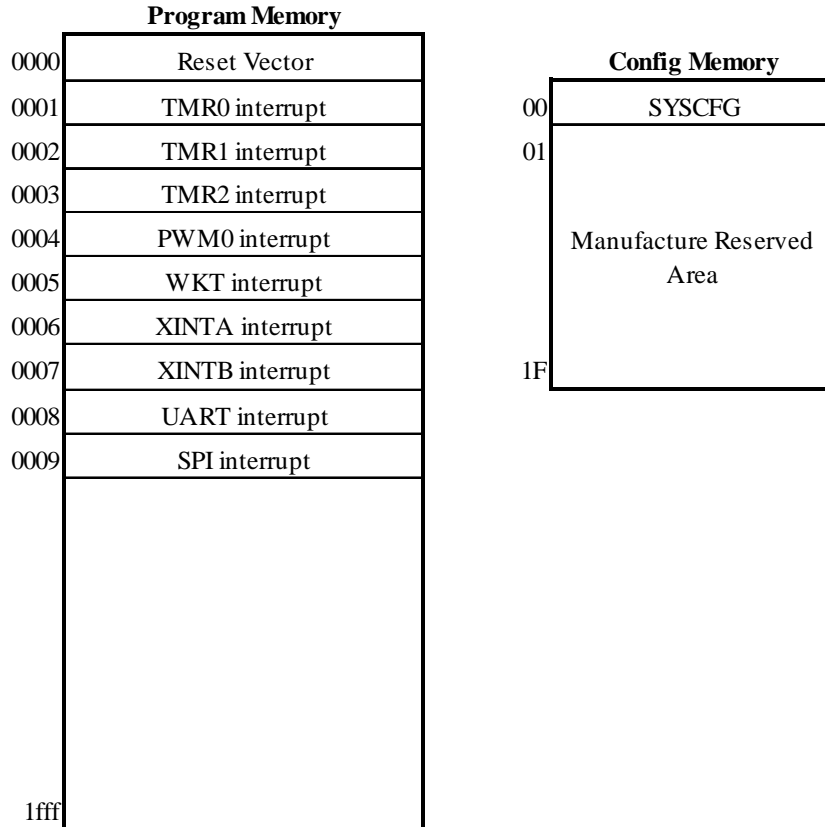 Program Memory
0000 Reset Vector
0001 TMR0 interrupt
0002 TMR1 interrupt
0003 TMR2 interrupt
0004 PWM0 interrupt
0005 WKT interrupt
0006 XINTA interrupt
0007 XINTB interrupt
0008 UART interrupt
0009 SPI interrupt
1fff
Config Memory
00 SYSCFG
01
Manufacture Reserved
Area
1F